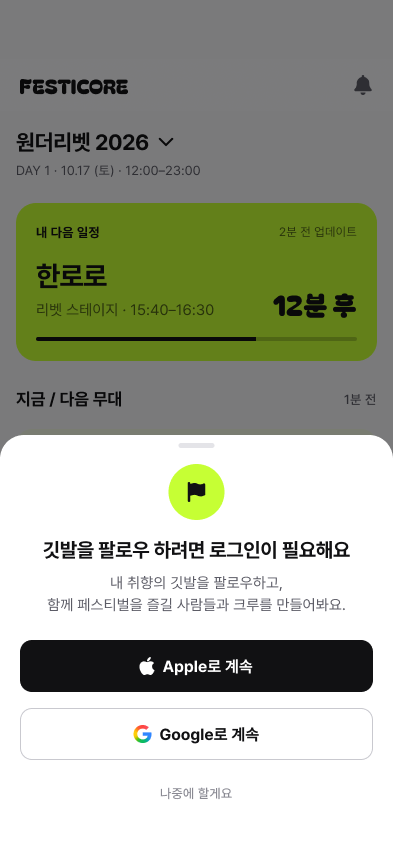 FESTICORE
원더리벳 2026
DAY 1 · 10.17 (토) · 12:00–23:00
내 다음 일정
2분 전 업데이트
한로로
리벳 스테이지 · 15:40–16:30
12분 후
지금 / 다음 무대
1분 전
깃발을 팔로우 하려면 로그인이 필요해요
내 취향의 깃발을 팔로우하고,
함께 페스티벌을 즐길 사람들과 크루를 만들어봐요.
Apple로 계속
Google로 계속
나중에 할게요